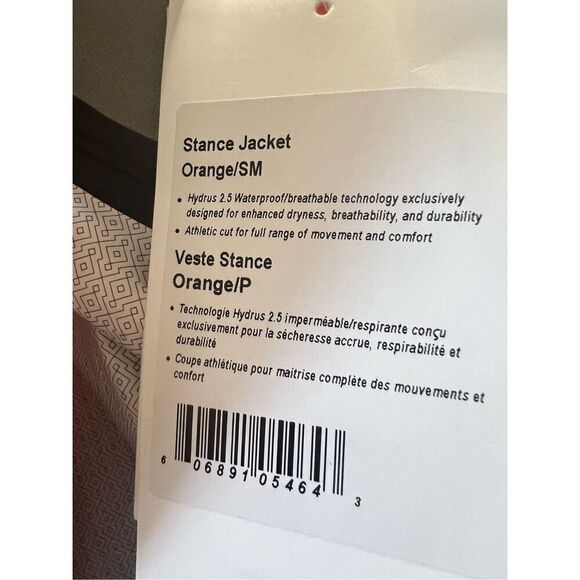 Stance Jacket
Orange/SM
• Hydrus 2.5 Waterproof/breathable technology exclusively
designed for enhanced dryness, breathability, and durability
• Athletic cut for full range of movement and comfort
Veste Stance
Orange/P
• Technologie Hydrus 2.5 imperméable/respirante conçu
exclusivement pour la sécheresse accrue, respirabilité et
durabilité
• Coupe athlétique pour maitrise complète des mouvements et
confort
6 06891 05464 3